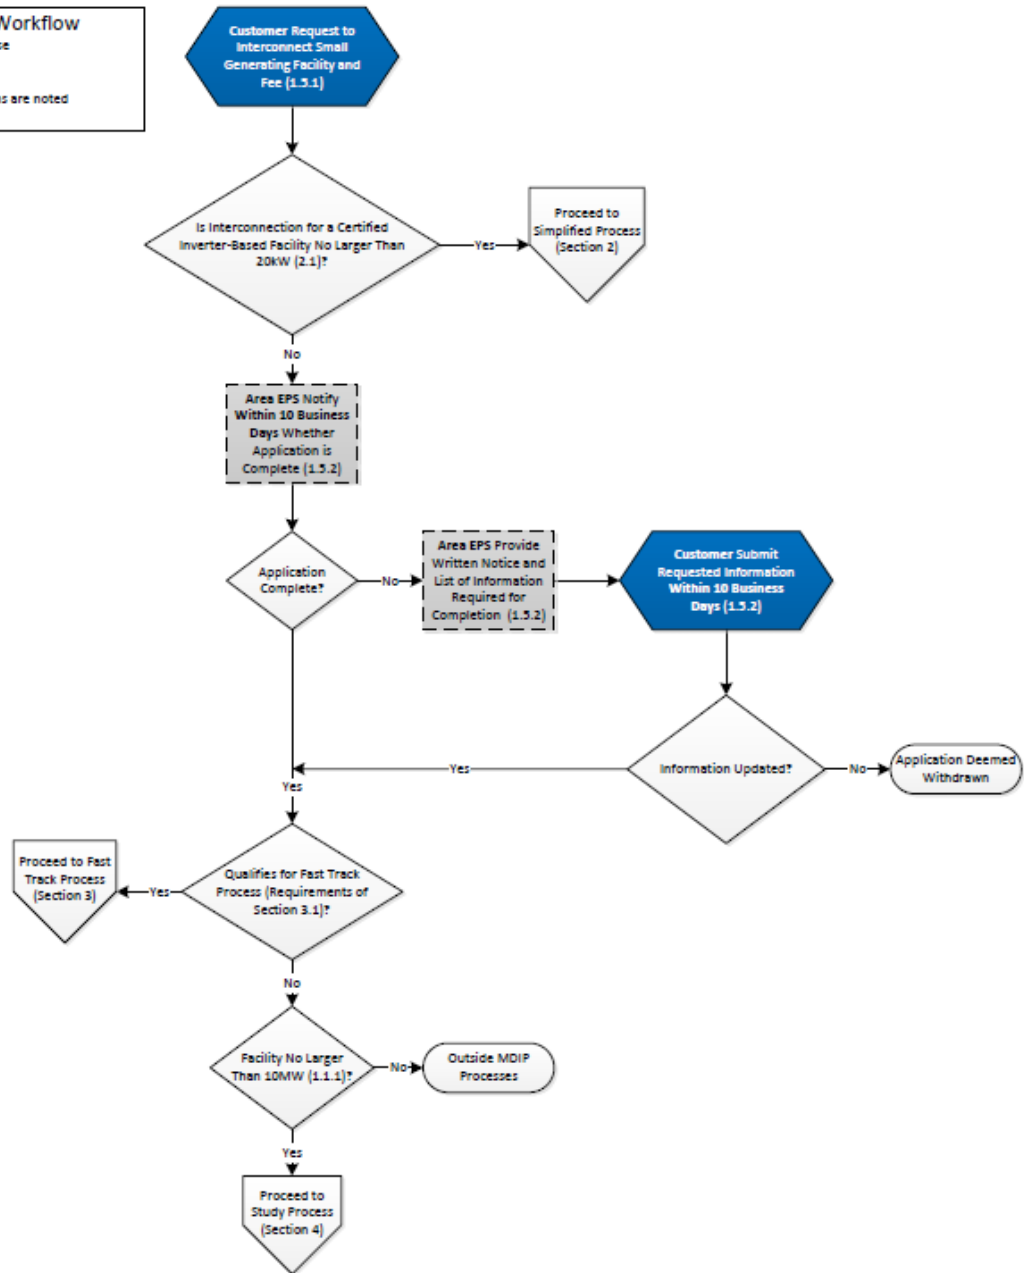 Workflow
se
s are noted
Customer Request to
Interconnect Small
Generating Facility and
Fee (1.5.1)
Is Interconnection for a Certified
Inverter-Based Facility No Larger Than
20kW (2.1)?
Yes
Proceed to
Simplified Process
(Section 2)
No
Area EPS Notify
Within 10 Business
Days Whether
Application is
Complete (1.5.2)
Application
Complete?
No
Area EPS Provide
Written Notice and
List of Information
Required for
Completion (1.5.2)
Customer Submit
Requested Information
Within 10 Business
Days (1.5.2)
Information Updated?
No
Application Deemed
Withdrawn
Yes
Yes
Qualifies for Fast Track
Process (Requirements of
Section 3.1)?
Yes
Proceed to Fast
Track Process
(Section 3)
No
Facility No Larger
Than 10MW (1.1.1)?
No
Outside MDIP
Processes
Yes
Proceed to
Study Process
(Section 4)